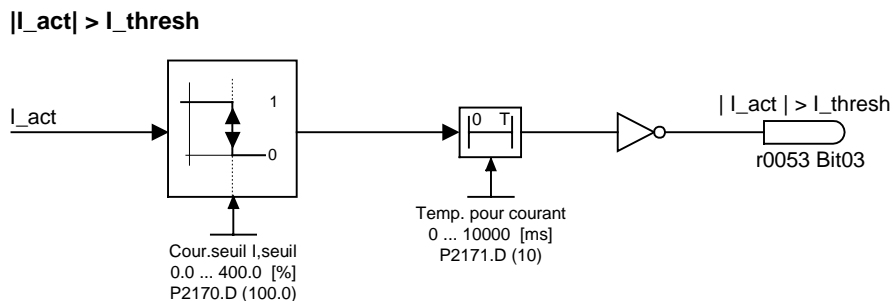 |I_act| > I_thresh
I_act
1
0
0 T
| I_act | > I_thresh
r0053 Bit03
Temp. pour courant
0 ... 10000 [ms]
P2171.D (10)
Cour.seuil I,seuil
0.0 ... 400.0 [%]
P2170.D (100.0)